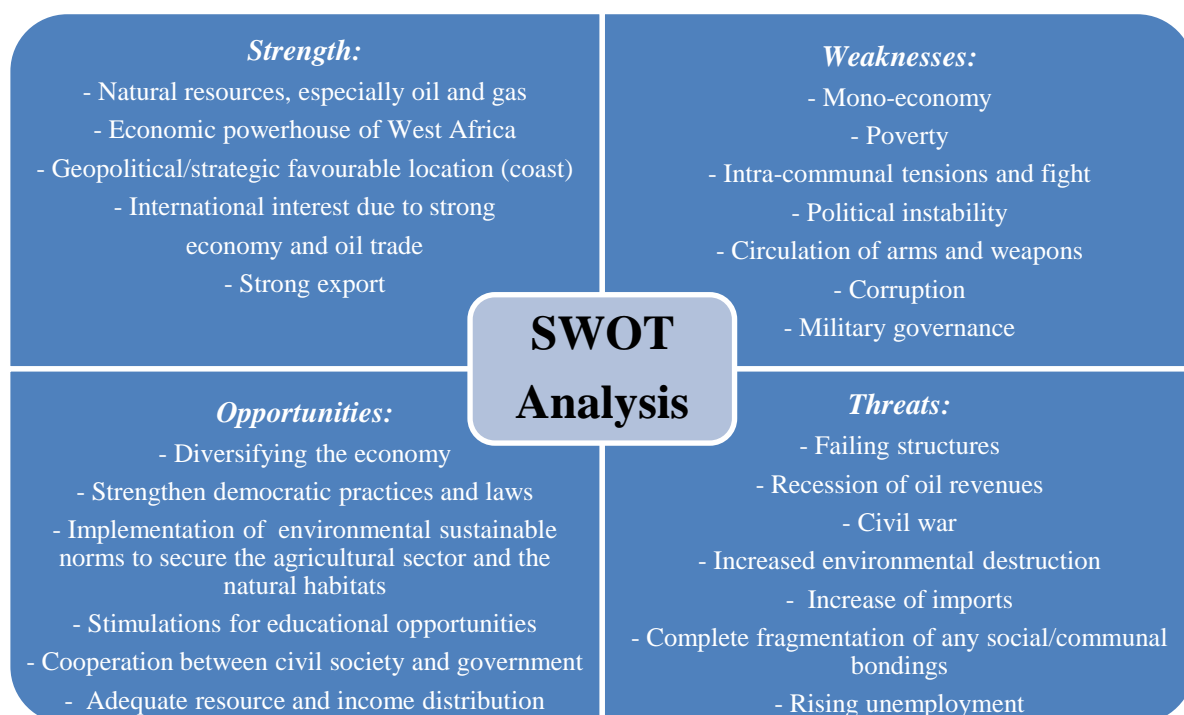 Strength:
- Natural resources, especially oil and gas
- Economic powerhouse of West Africa
- Geopolitical/strategic favourable location (coast)
- International interest due to strong
economy and oil trade
- Strong export
Weaknesses:
- Mono-economy
- Poverty
- Intra-communal tensions and fight
- Political instability
- Circulation of arms and weapons
- Corruption
- Military governance
SWOT
Analysis
Opportunities:
- Diversifying the economy
- Strengthen democratic practices and laws
- Implementation of environmental sustainable
norms to secure the agricultural sector and the
natural habitats
- Stimulations for educational opportunities
- Cooperation between civil society and government
- Adequate resource and income distribution
Threats:
- Failing structures
- Recession of oil revenues
- Civil war
- Increased environmental destruction
- Increase of imports
- Complete fragmentation of any social/communal
bondings
- Rising unemployment